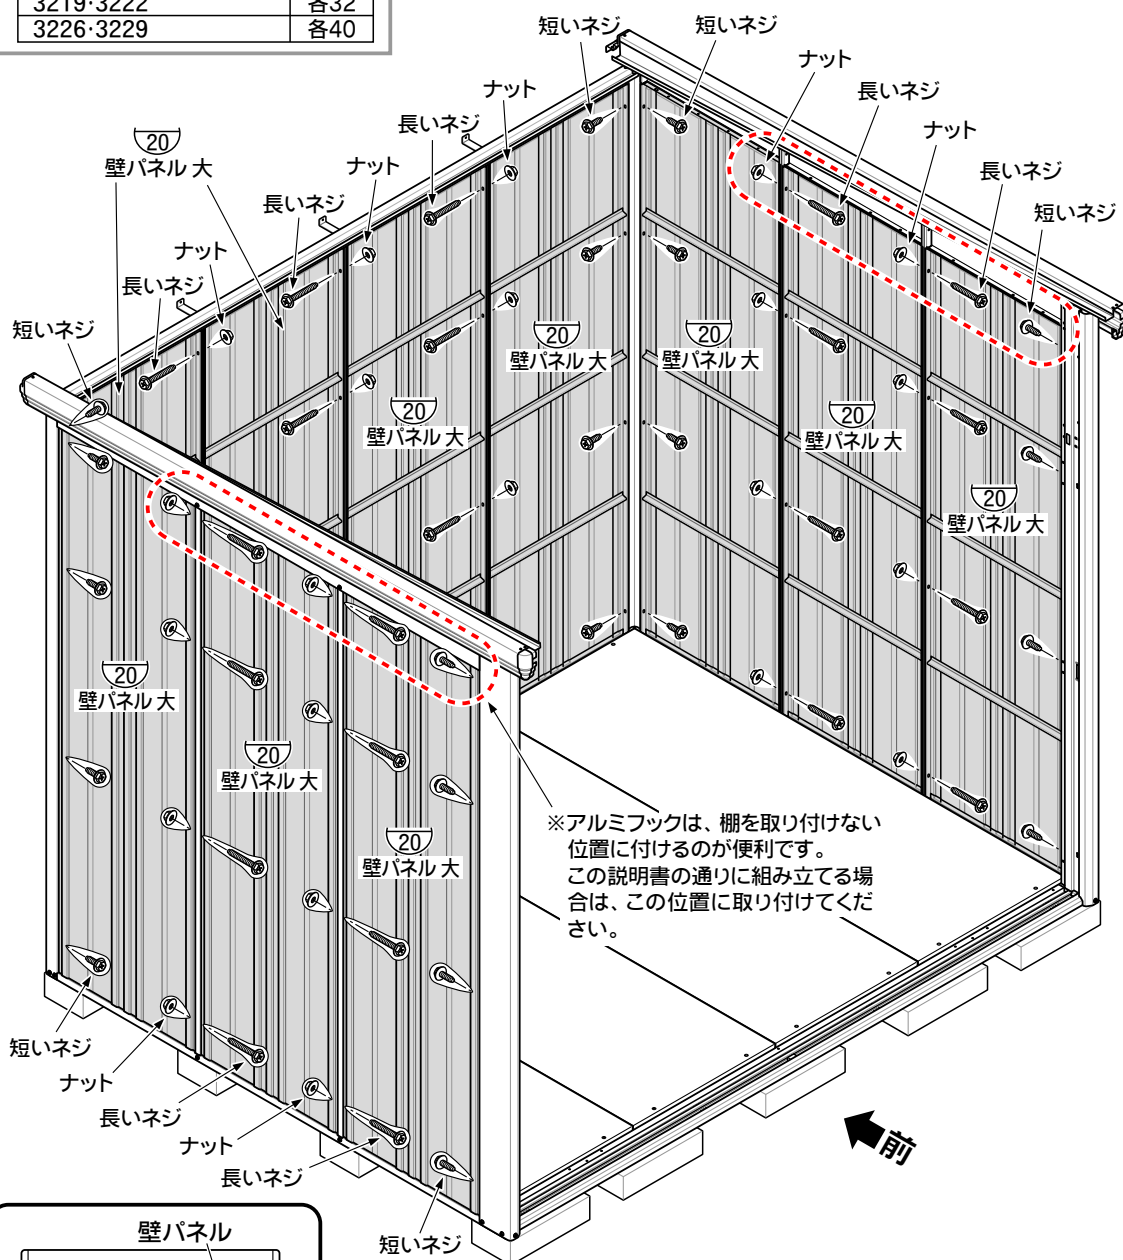 3219･3222 各32
3226･3229 各40
短いネジ
短いネジ
ナット
ナット
長いネジ
長いネジ
ナット
20
壁パネル 大
ナット
長いネジ
長いネジ
短いネジ
ナット
長いネジ
短いネジ
20
壁パネル 大
20
壁パネル 大
20
壁パネル 大
20
壁パネル 大
20
壁パネル 大
20
壁パネル 大
20
壁パネル 大
20
壁パネル 大
※アルミフックは、棚を取り付けない
位置に付けるのが便利です。
この説明書の通りに組み立てる場
合は、この位置に取り付けてくだ
さい。
短いネジ
ナット
長いネジ
ナット
長いネジ
短いネジ
前
壁パネル